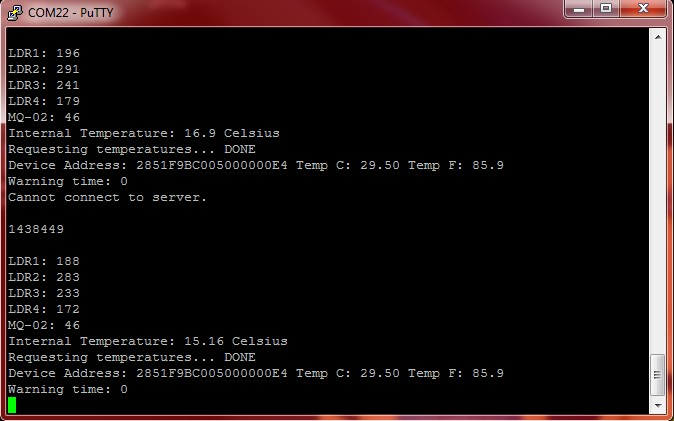 COM22 - PuTTY
LDR1: 196
LDR2: 291
LDR3: 241
LDR4: 179
MQ-02: 46
Internal Temperature: 16.9 Celsius
Requesting temperatures... DONE
Device Address: 2851F9BC005000000E4 Temp C: 29.50 Temp F: 85.9
Warning time: 0
Cannot connect to server.
1438449
LDR1: 188
LDR2: 283
LDR3: 233
LDR4: 172
MQ-02: 46
Internal Temperature: 15.16 Celsius
Requesting temperatures... DONE
Device Address: 2851F9BC005000000E4 Temp C: 29.50 Temp F: 85.9
Warning time: 0